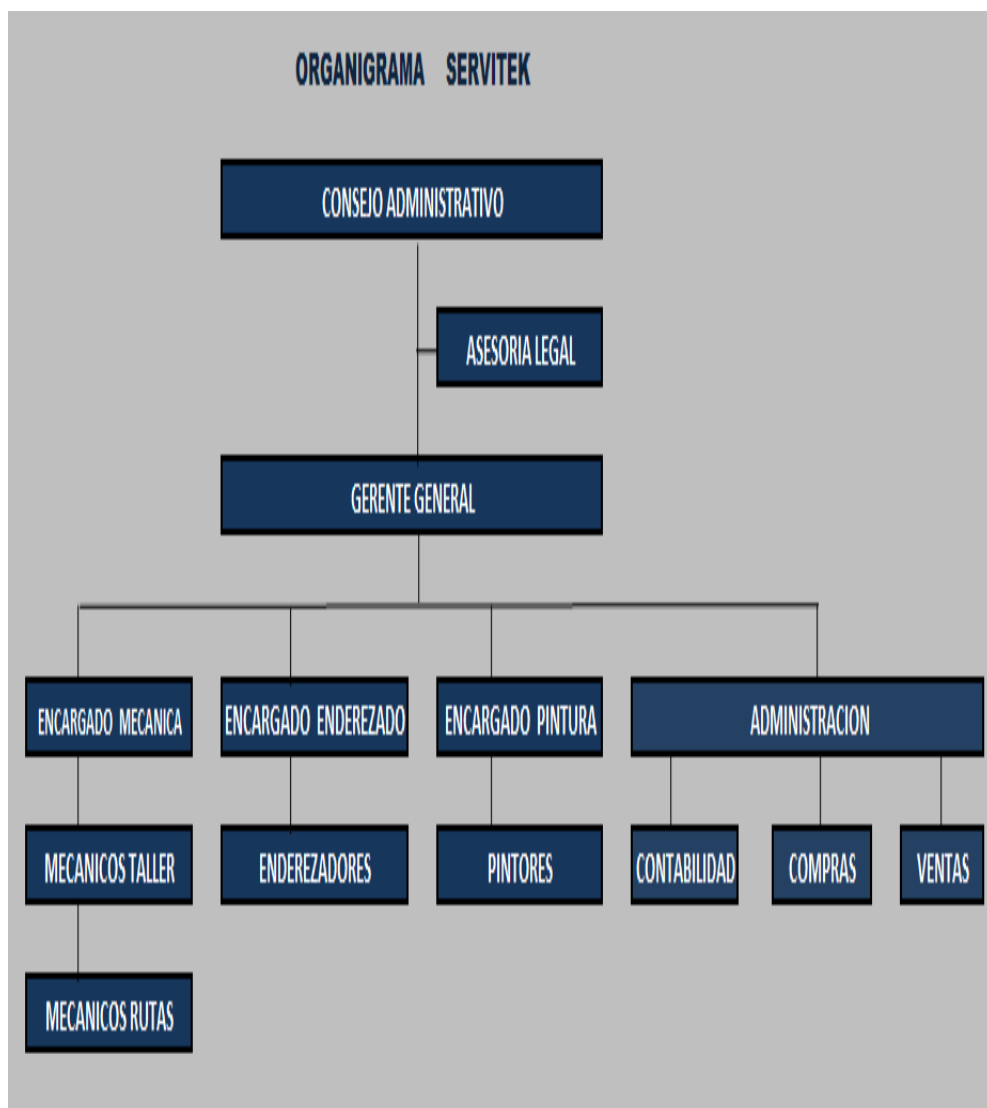 ORGANIGRAMA SERVITEK
CONSEJO ADMINISTRATIVO
ASESORIA LEGAL
GERENTE GENERAL
ENCARGADO MECANICA
ENCARGADO ENDEREZADO
ENCARGADO PINTURA
ADMINISTRACION
MECANICOS TALLER
ENDEREZADORES
PINTORES
CONTABILIDAD
COMPRAS
VENTAS
MECANICOS RUTAS